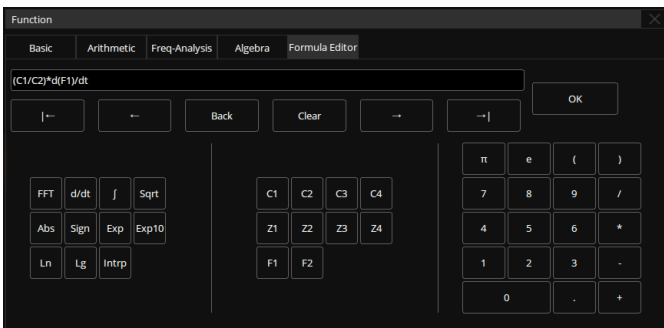 Function
Basic Arithmetic Freq-Analysis Algebra Formula Editor
(C1/C2)*d(F1)/dt
OK
|← ← Back Clear → →|
π e ( )
FFT d/dt ∫ Sqrt C1 C2 C3 C4 7 8 9 /
Abs Sign Exp Exp10 Z1 Z2 Z3 Z4 4 5 6 *
Ln Lg Intrp F1 F2 1 2 3 -
0 . +